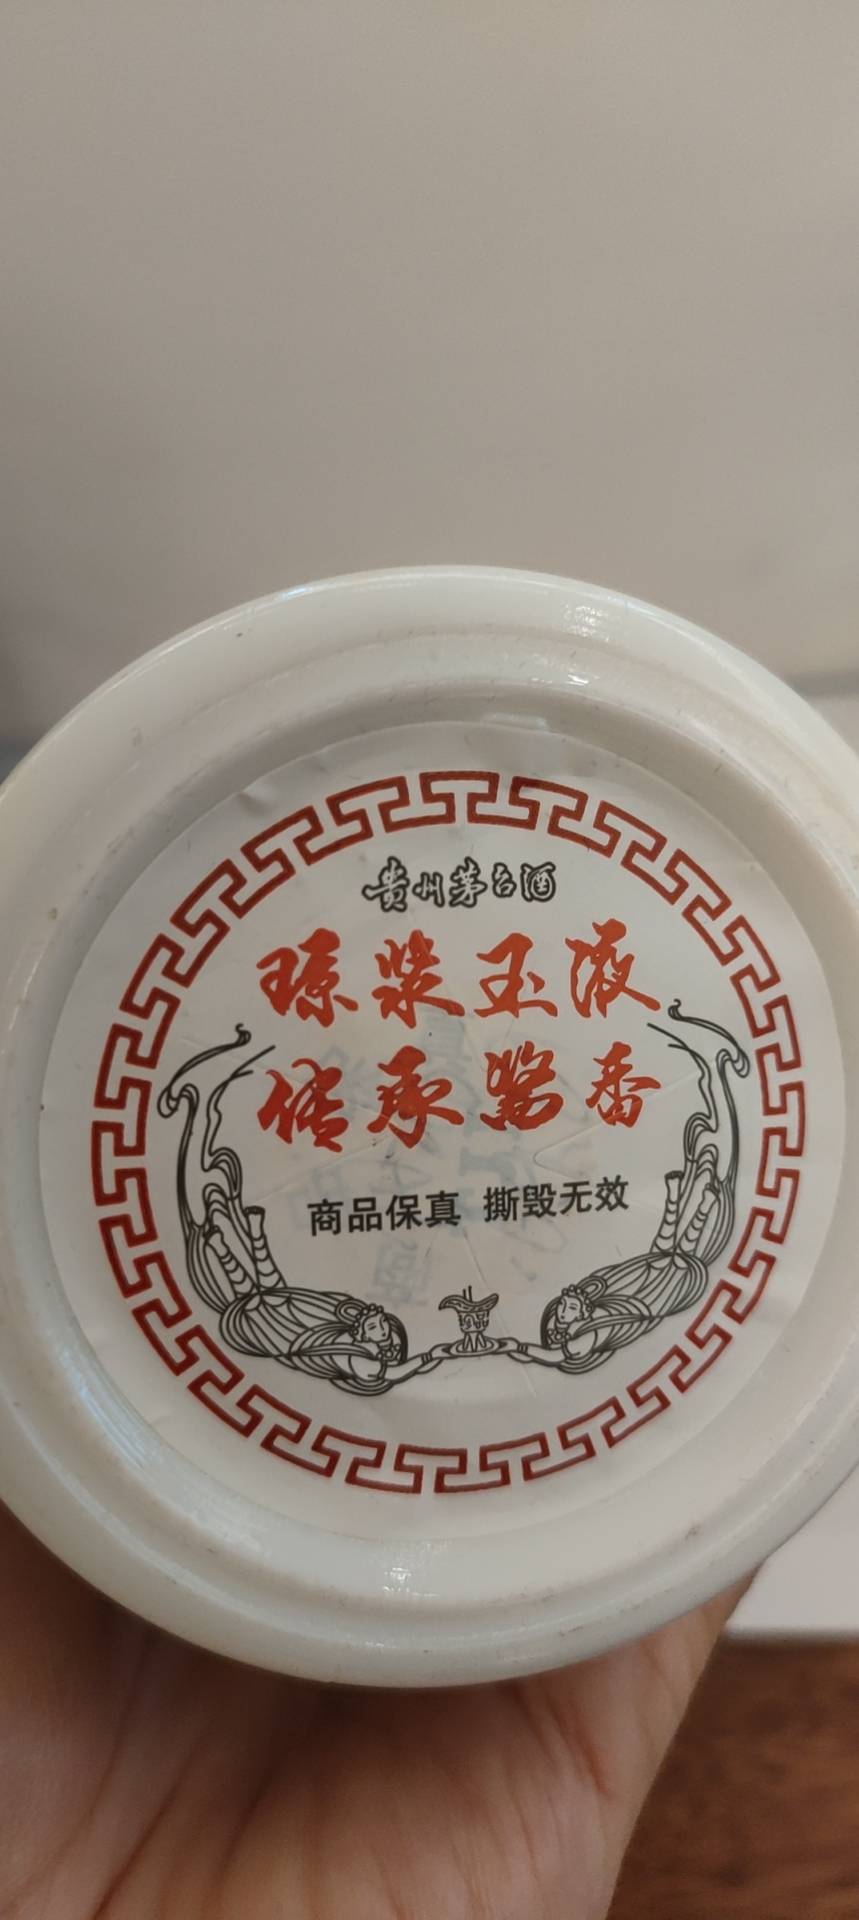 贵州茅台酒
琼浆玉液
传承酱香
商品保真 撕毁无效